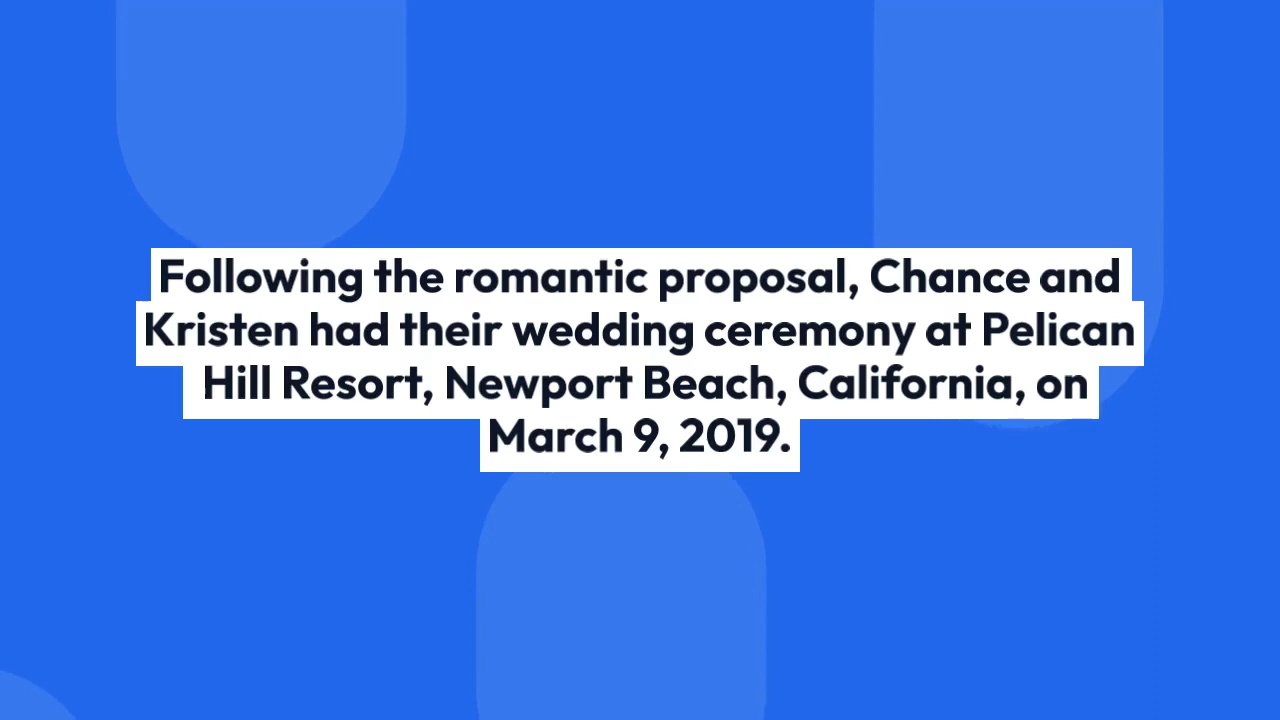 Following the romantic proposal, Chance and
Kristen had their wedding ceremony at Pelican
Hill Resort, Newport Beach, California, on
March 9, 2019.